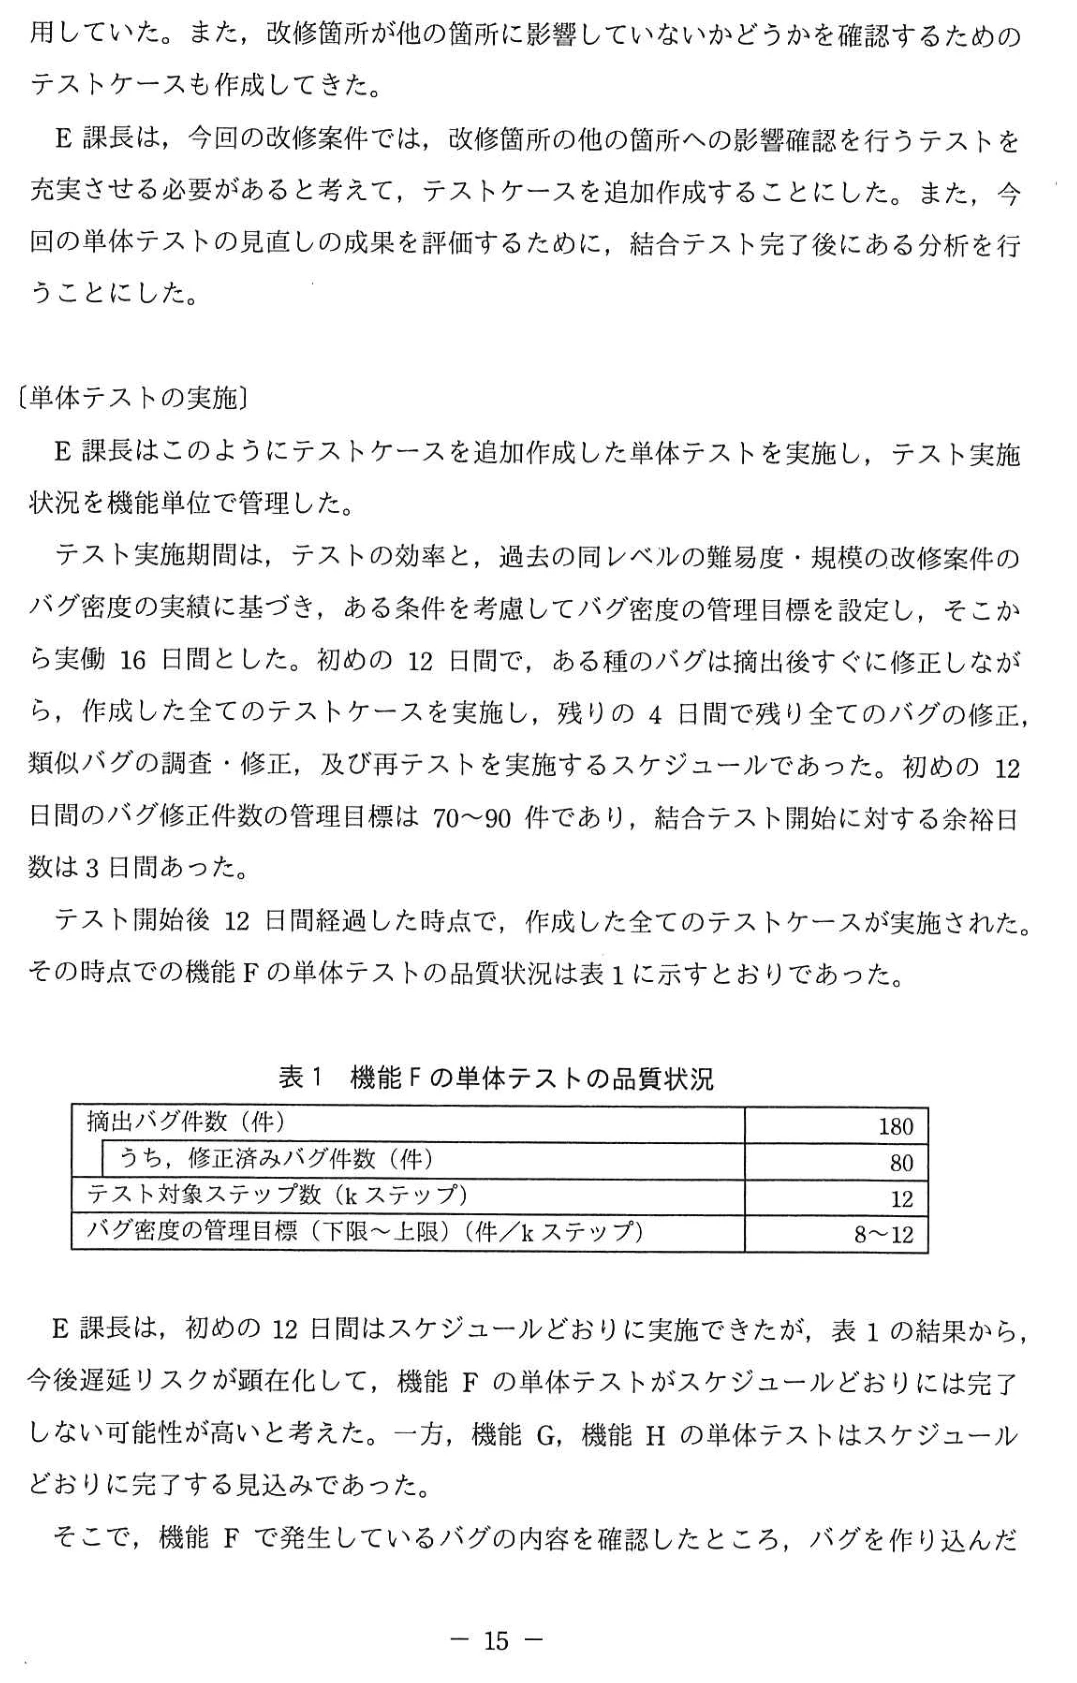 用していた。また，改修箇所が他の箇所に影響していないかどうかを確認するための
テストケースも作成してきた。
E 課長は，今回の改修案件では，改修箇所の他の箇所への影響確認を行うテストを
充実させる必要があると考えて，テストケースを追加作成することにした。また，今
回の単体テストの見直しの成果を評価するために，結合テスト完了後にある分析を行
うことにした。
〔単体テストの実施〕
E 課長はこのようにテストケースを追加作成した単体テストを実施し，テスト実施
状況を機能単位で管理した。
テスト実施期間は，テストの効率と，過去の同レベルの難易度・規模の改修案件の
バグ密度の実績に基づき，ある条件を考慮してバグ密度の管理目標を設定し，そこか
ら実働 16 日間とした。初めの 12 日間で，ある種のバグは摘出後すぐに修正しなが
ら，作成した全てのテストケースを実施し，残りの 4 日間で残り全てのバグの修正，
類似バグの調査・修正，及び再テストを実施するスケジュールであった。初めの 12
日間のバグ修正件数の管理目標は 70～90 件であり，結合テスト開始に対する余裕日
数は 3 日間あった。
テスト開始後 12 日間経過した時点で，作成した全てのテストケースが実施された。
その時点での機能 F の単体テストの品質状況は表 1 に示すとおりであった。
表 1 機能 F の単体テストの品質状況
摘出バグ件数（件） 180
うち，修正済みバグ件数（件） 80
テスト対象ステップ数（k ステップ） 12
バグ密度の管理目標（下限～上限）（件／k ステップ） 8～12
E 課長は，初めの 12 日間はスケジュールどおりに実施できたが，表 1 の結果から，
今後遅延リスクが顕在化して，機能 F の単体テストがスケジュールどおりには完了
しない可能性が高いと考えた。一方，機能 G，機能 H の単体テストはスケジュール
どおりに完了する見込みであった。
そこで，機能 F で発生しているバグの内容を確認したところ，バグを作り込んだ
－ 15 －